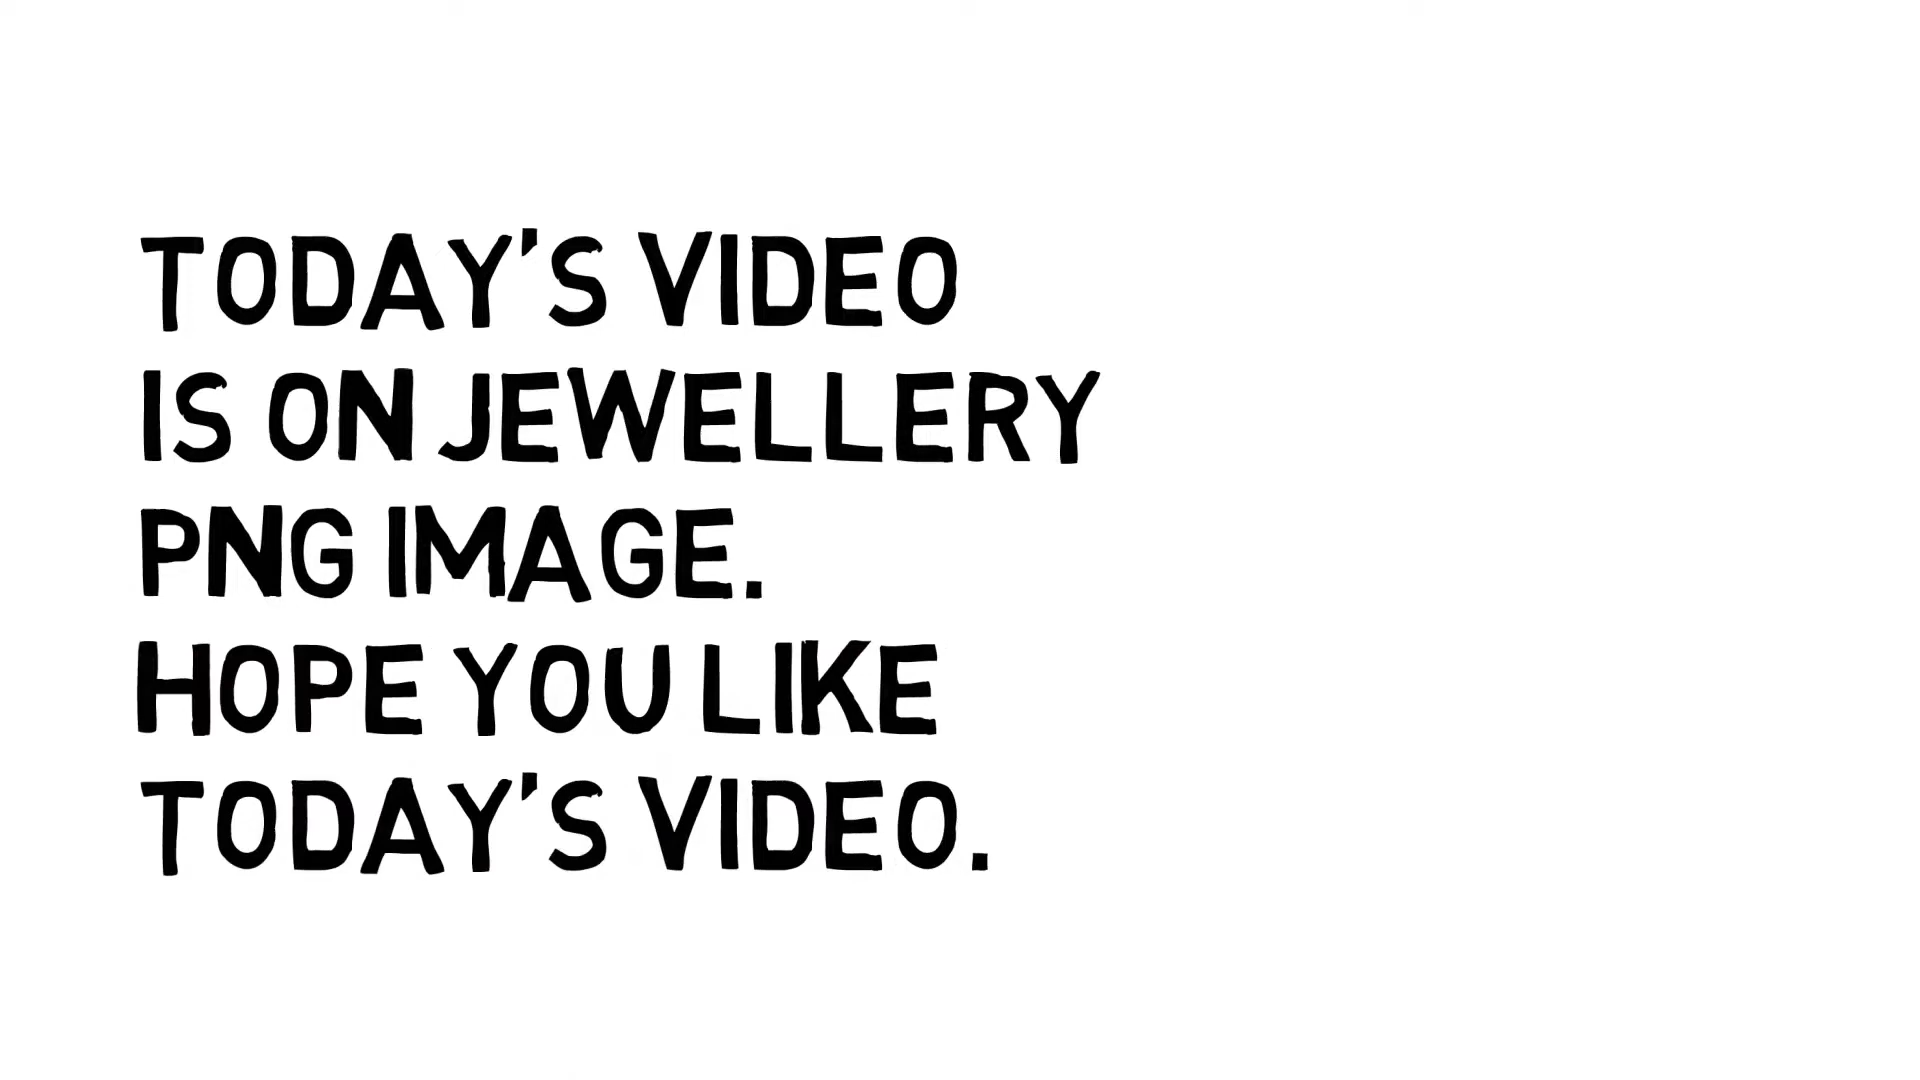 TODAY'S VIDEO
IS ON JEWELLERY
PNG IMAGE.
HOPE YOU LIKE
TODAY'S VIDEO.